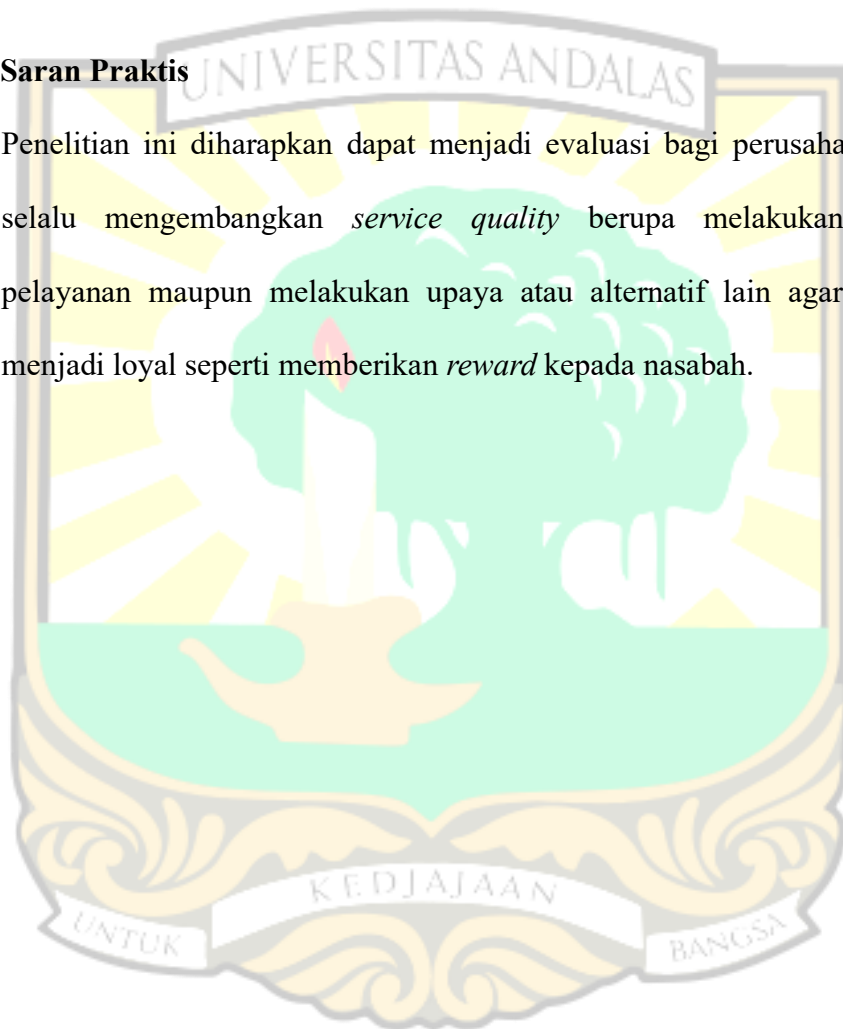 UNIVERSITAS ANDALAS
Saran Praktis
Penelitian ini diharapkan dapat menjadi evaluasi bagi perusaha
selalu mengembangkan service quality berupa melakukan
pelayanan maupun melakukan upaya atau alternatif lain agar
menjadi loyal seperti memberikan reward kepada nasabah.
UNTUK KEDJAJAAN BANGSA